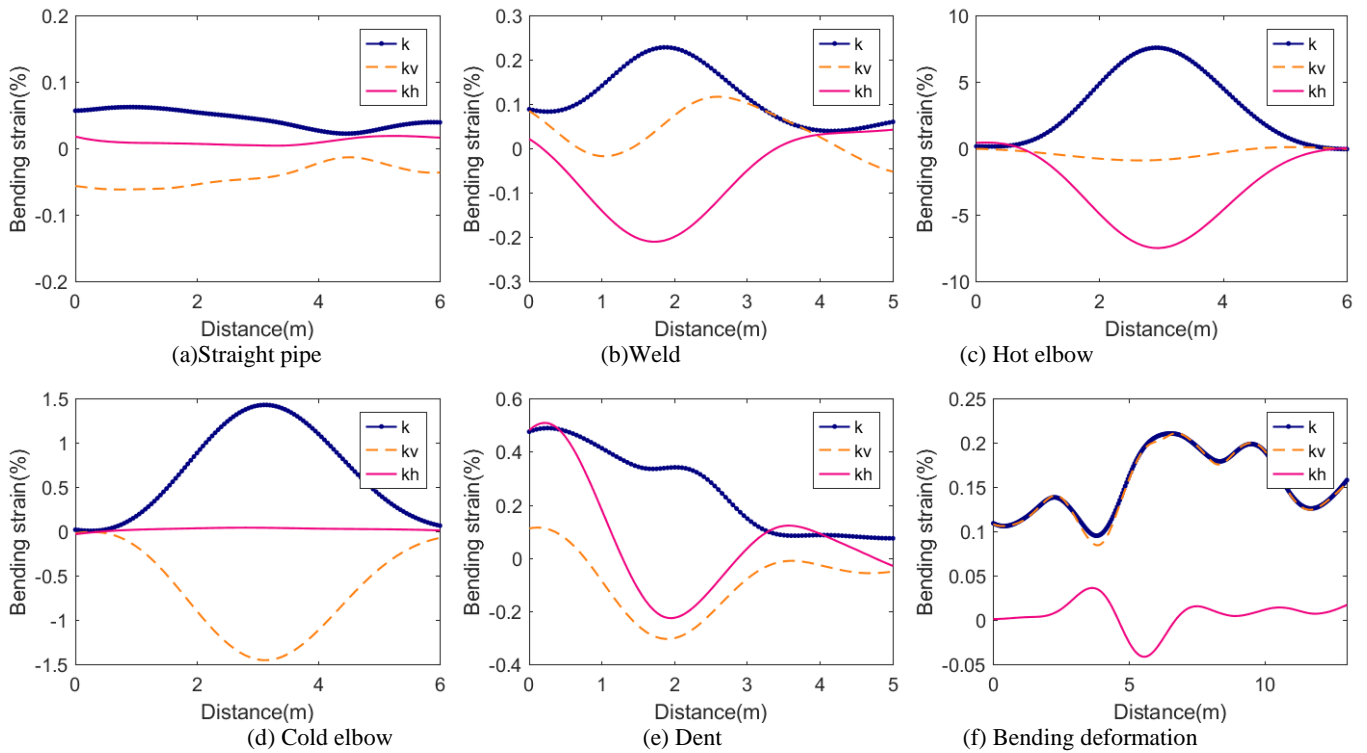 0.2
0.1
0
-0.1
-0.2
Bending strain(%)
k
kv
kh
0 2 4 6
Distance(m)
(a)Straight pipe
0.3
0.2
0.1
0
-0.1
-0.2
-0.3
Bending strain(%)
k
kv
kh
0 1 2 3 4 5
Distance(m)
(b)Weld
10
5
0
-5
-10
Bending strain(%)
k
kv
kh
0 2 4 6
Distance(m)
(c) Hot elbow
1.5
1
0.5
0
-0.5
-1
-1.5
Bending strain(%)
k
kv
kh
0 2 4 6
Distance(m)
(d) Cold elbow
0.6
0.4
0.2
0
-0.2
-0.4
Bending strain(%)
k
kv
kh
0 1 2 3 4 5
Distance(m)
(e) Dent
0.25
0.2
0.15
0.1
0.05
0
-0.05
Bending strain(%)
k
kv
kh
0 5 10
Distance(m)
(f) Bending deformation